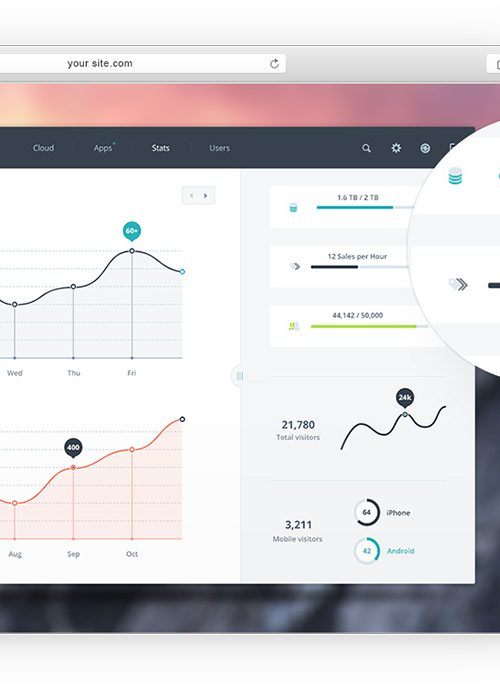 your site.com
Cloud
Apps
Stats
Users
1.6 TB / 2 TB
60+
12 Sales per Hour
44,142 / 50,000
Wed
Thu
Fri
24k
21,780
Total visitors
400
64
iPhone
3,211
Mobile visitors
42
Android
Aug
Sep
Oct